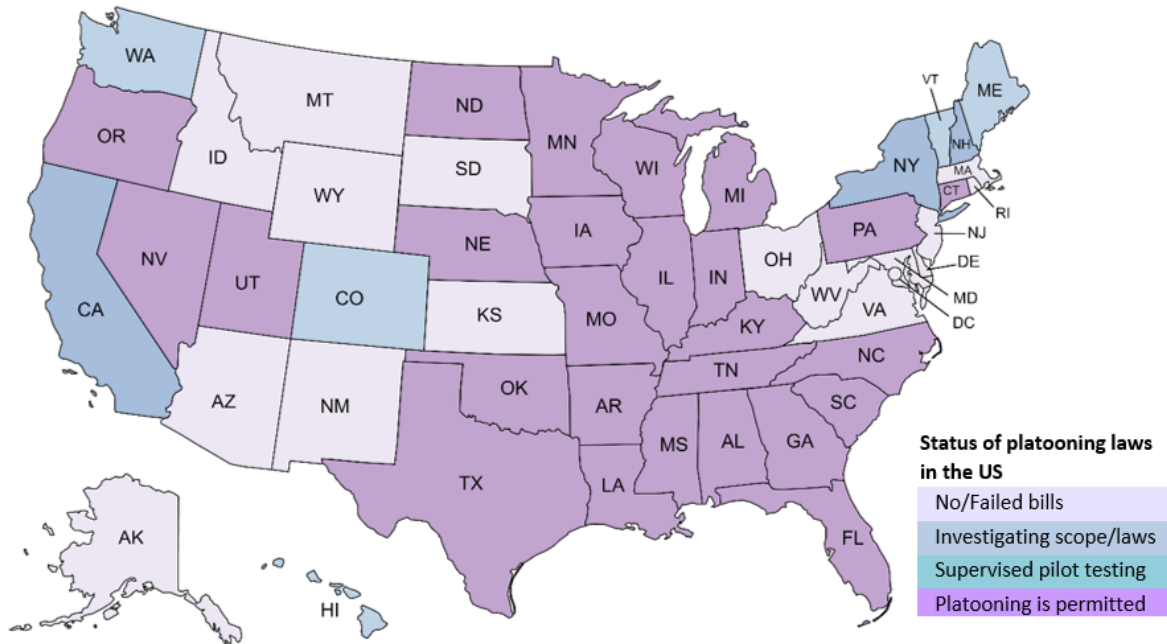 WA
MT
ND
MN
VT
ME
OR
ID
SD
WI
NH
NY
MA
WY
MI
CT
RI
IA
NE
PA
NJ
NV
OH
DE
UT
IL
IN
CO
WV
MD
CA
KS
MO
VA
KY
DC
NC
TN
OK
AZ
NM
AR
SC
MS
AL
GA
TX
LA
FL
AK
HI
Status of platooning laws
in the US
No/Failed bills
Investigating scope/laws
Supervised pilot testing
Platooning is permitted